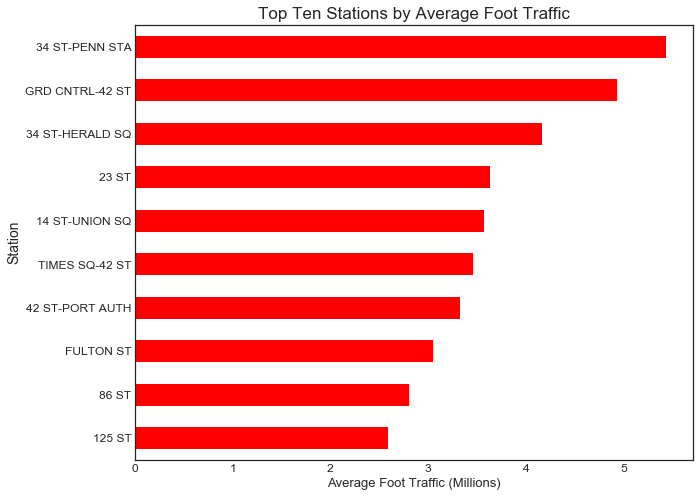 Top Ten Stations by Average Foot Traffic
Station
34 ST-PENN STA
GRD CNTRL-42 ST
34 ST-HERALD SQ
23 ST
14 ST-UNION SQ
TIMES SQ-42 ST
42 ST-PORT AUTH
FULTON ST
86 ST
125 ST
0 1 2 3 4 5
Average Foot Traffic (Millions)